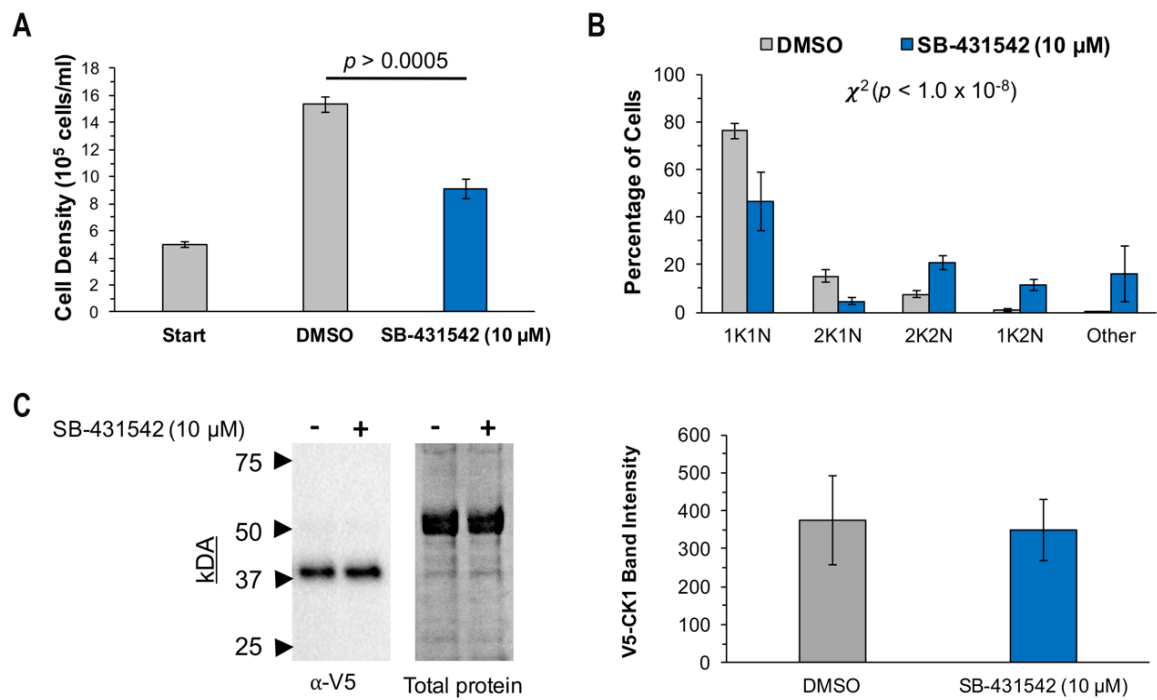 A
Cell Density (10⁵ cells/ml)
18
16
14
12
10
8
6
4
2
0
p > 0.0005
Start
DMSO
SB-431542 (10 µM)
B
DMSO
SB-431542 (10 µM)
χ² (p < 1.0 x 10⁻⁸)
Percentage of Cells
100
80
60
40
20
0
1K1N
2K1N
2K2N
1K2N
Other
C
SB-431542 (10 µM)
- +
- +
kDA
75
50
37
25
α-V5
Total protein
V5-CK1 Band Intensity
600
500
400
300
200
100
0
DMSO
SB-431542 (10 µM)